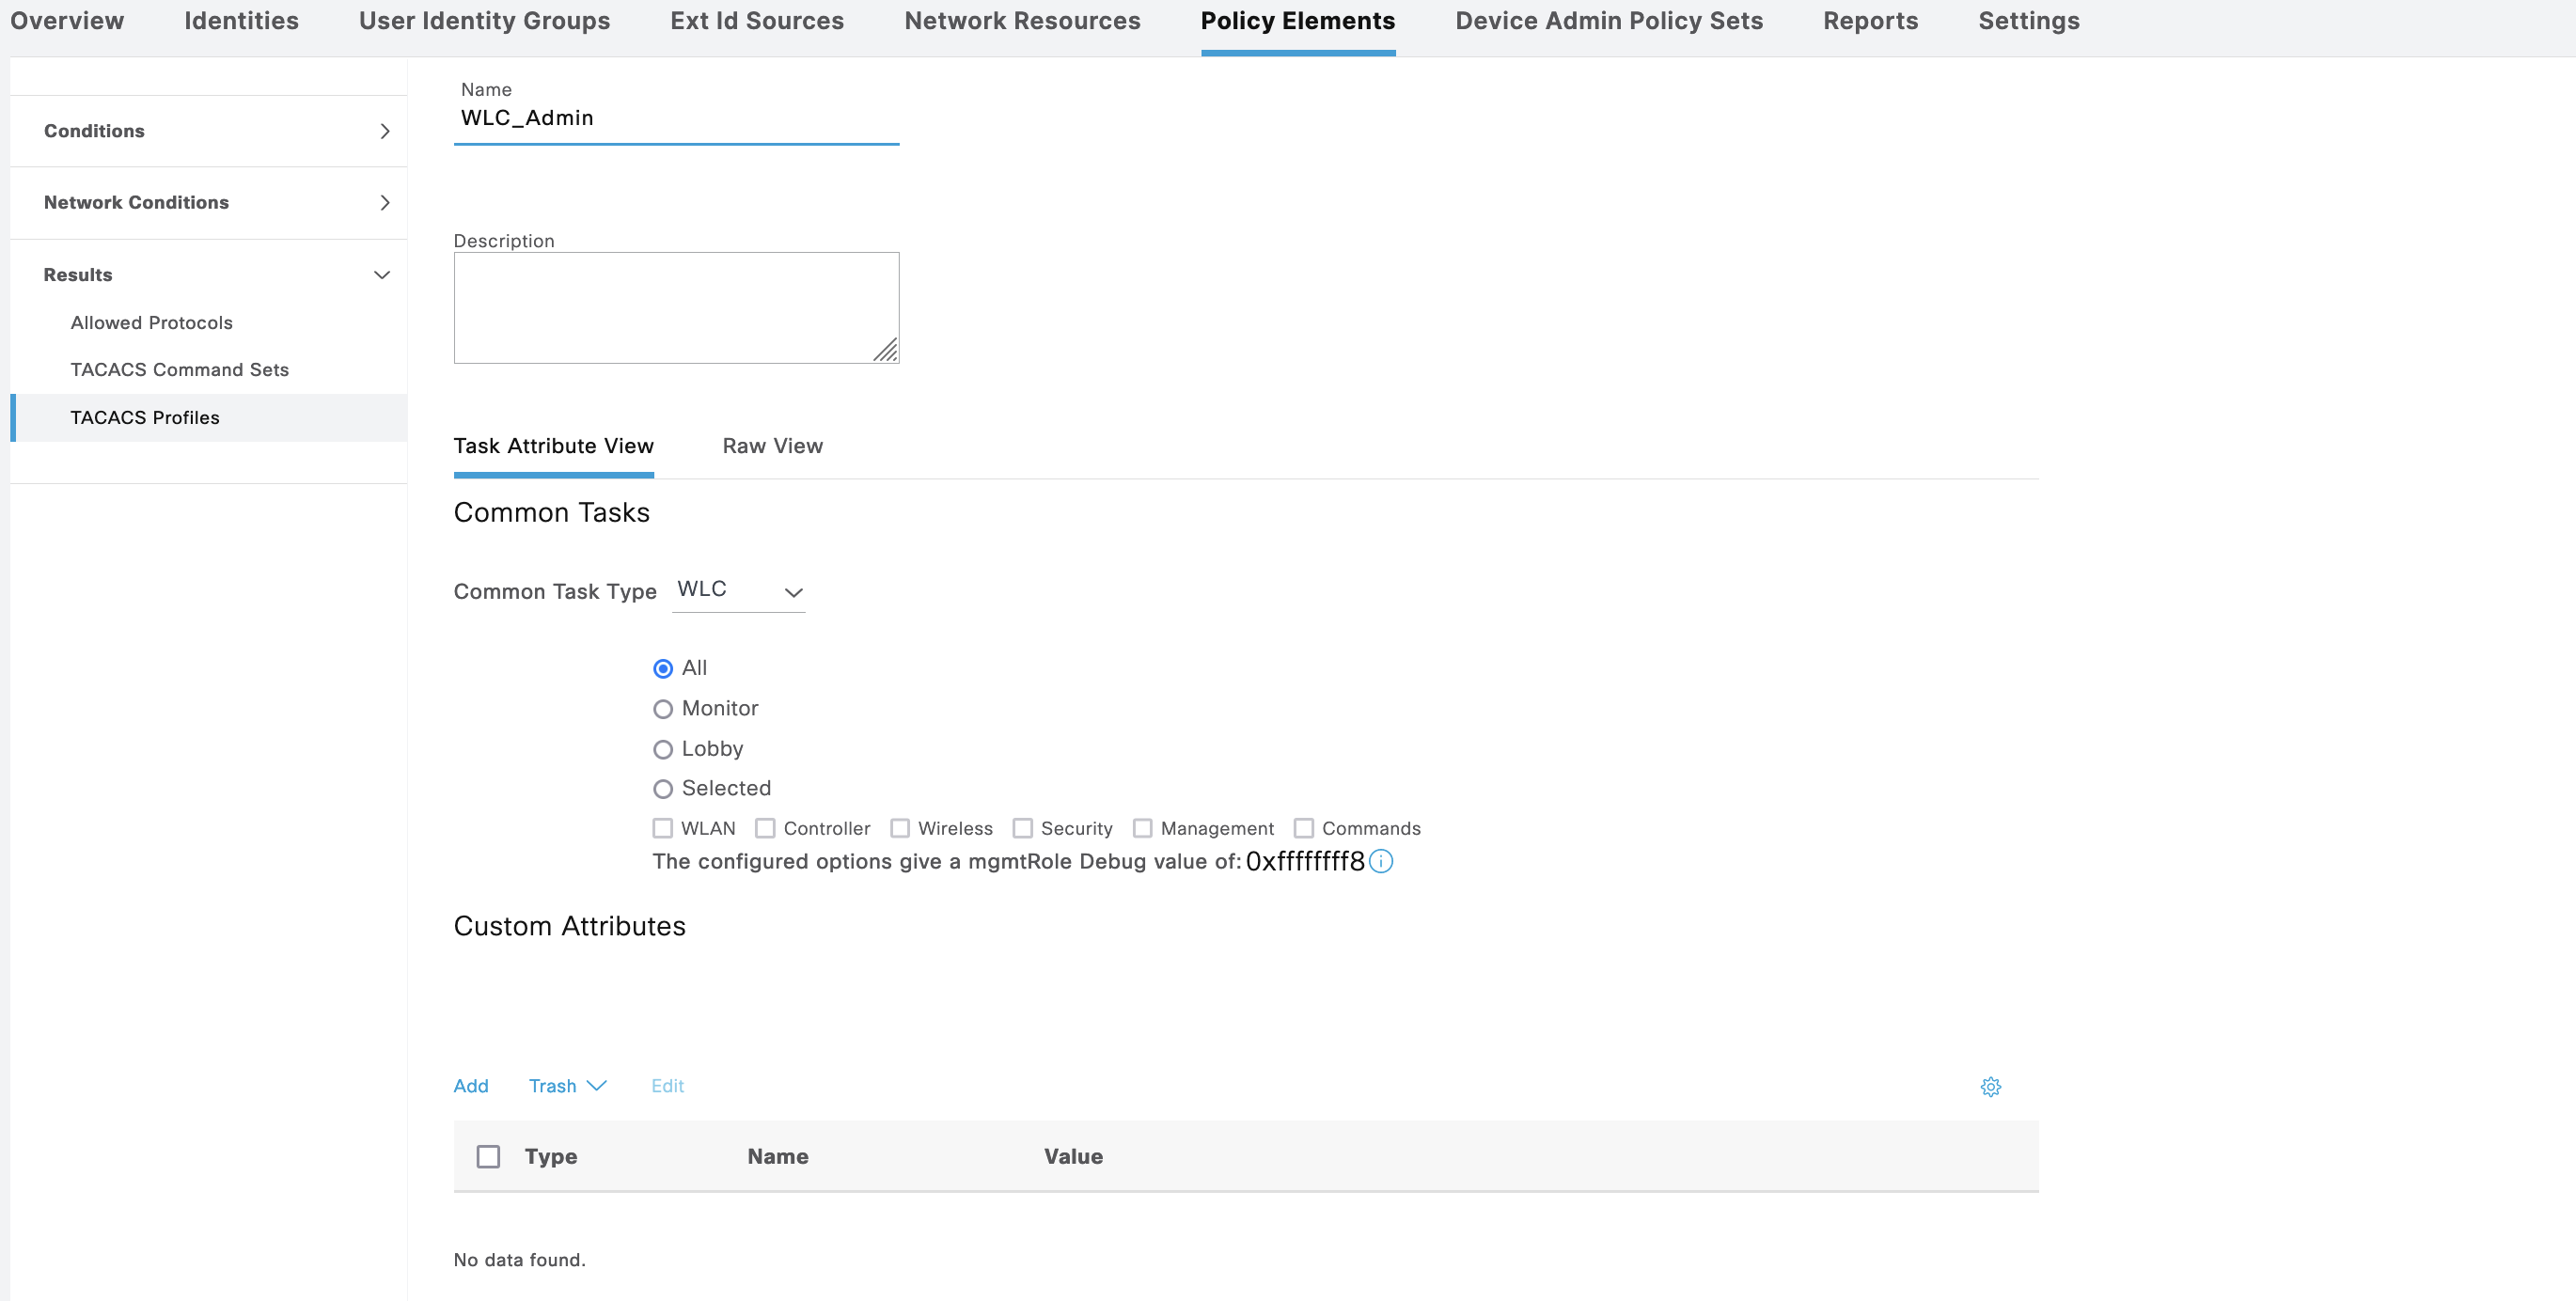 Overview Identities User Identity Groups Ext Id Sources Network Resources Policy Elements Device Admin Policy Sets Reports Settings
Conditions
Network Conditions
Results
Allowed Protocols
TACACS Command Sets
TACACS Profiles
Name
WLC_Admin
Description
Task Attribute View Raw View
Common Tasks
Common Task Type WLC
All
Monitor
Lobby
Selected
WLAN Controller Wireless Security Management Commands
The configured options give a mgmtRole Debug value of: 0xfffffffff8
Custom Attributes
Add Trash Edit
Type Name Value
No data found.